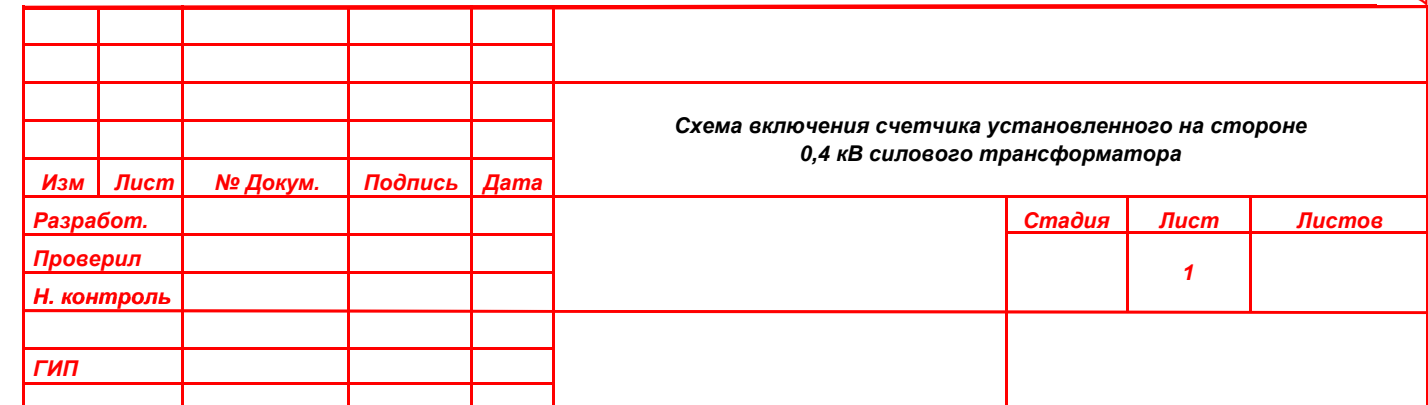 Схема включения счетчика установленного на стороне
0,4 кВ силового трансформатора
Изм Лист № Докум. Подпись Дата
Разработ. Стадия Лист Листов
Проверил
1
Н. контроль
ГИП